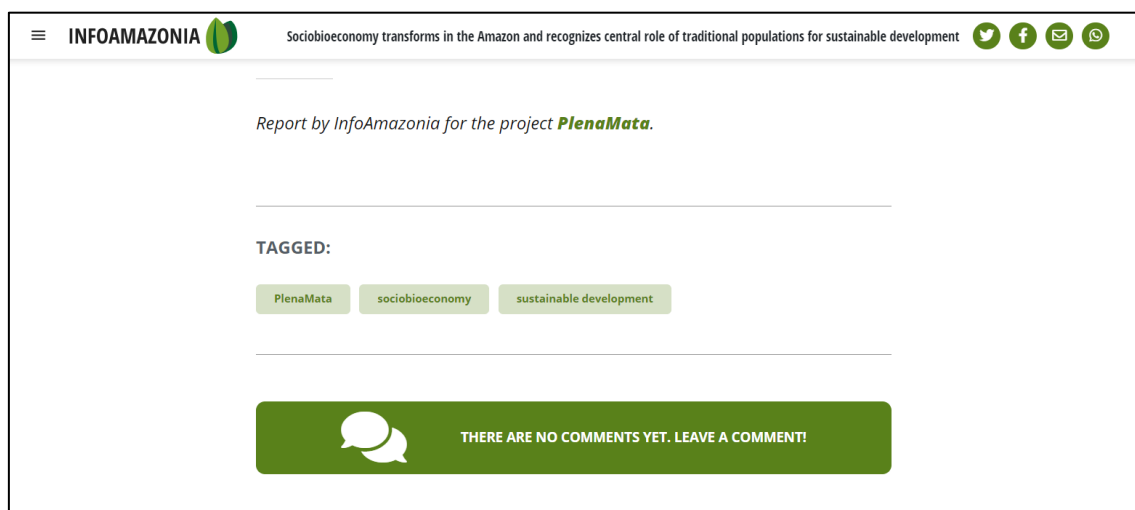 INFOAMAZONIA
Sociobioeconomy transforms in the Amazon and recognizes central role of traditional populations for sustainable development
Report by InfoAmazonia for the project PlenaMata.
TAGGED:
PlenaMata sociobioeconomy sustainable development
THERE ARE NO COMMENTS YET. LEAVE A COMMENT!